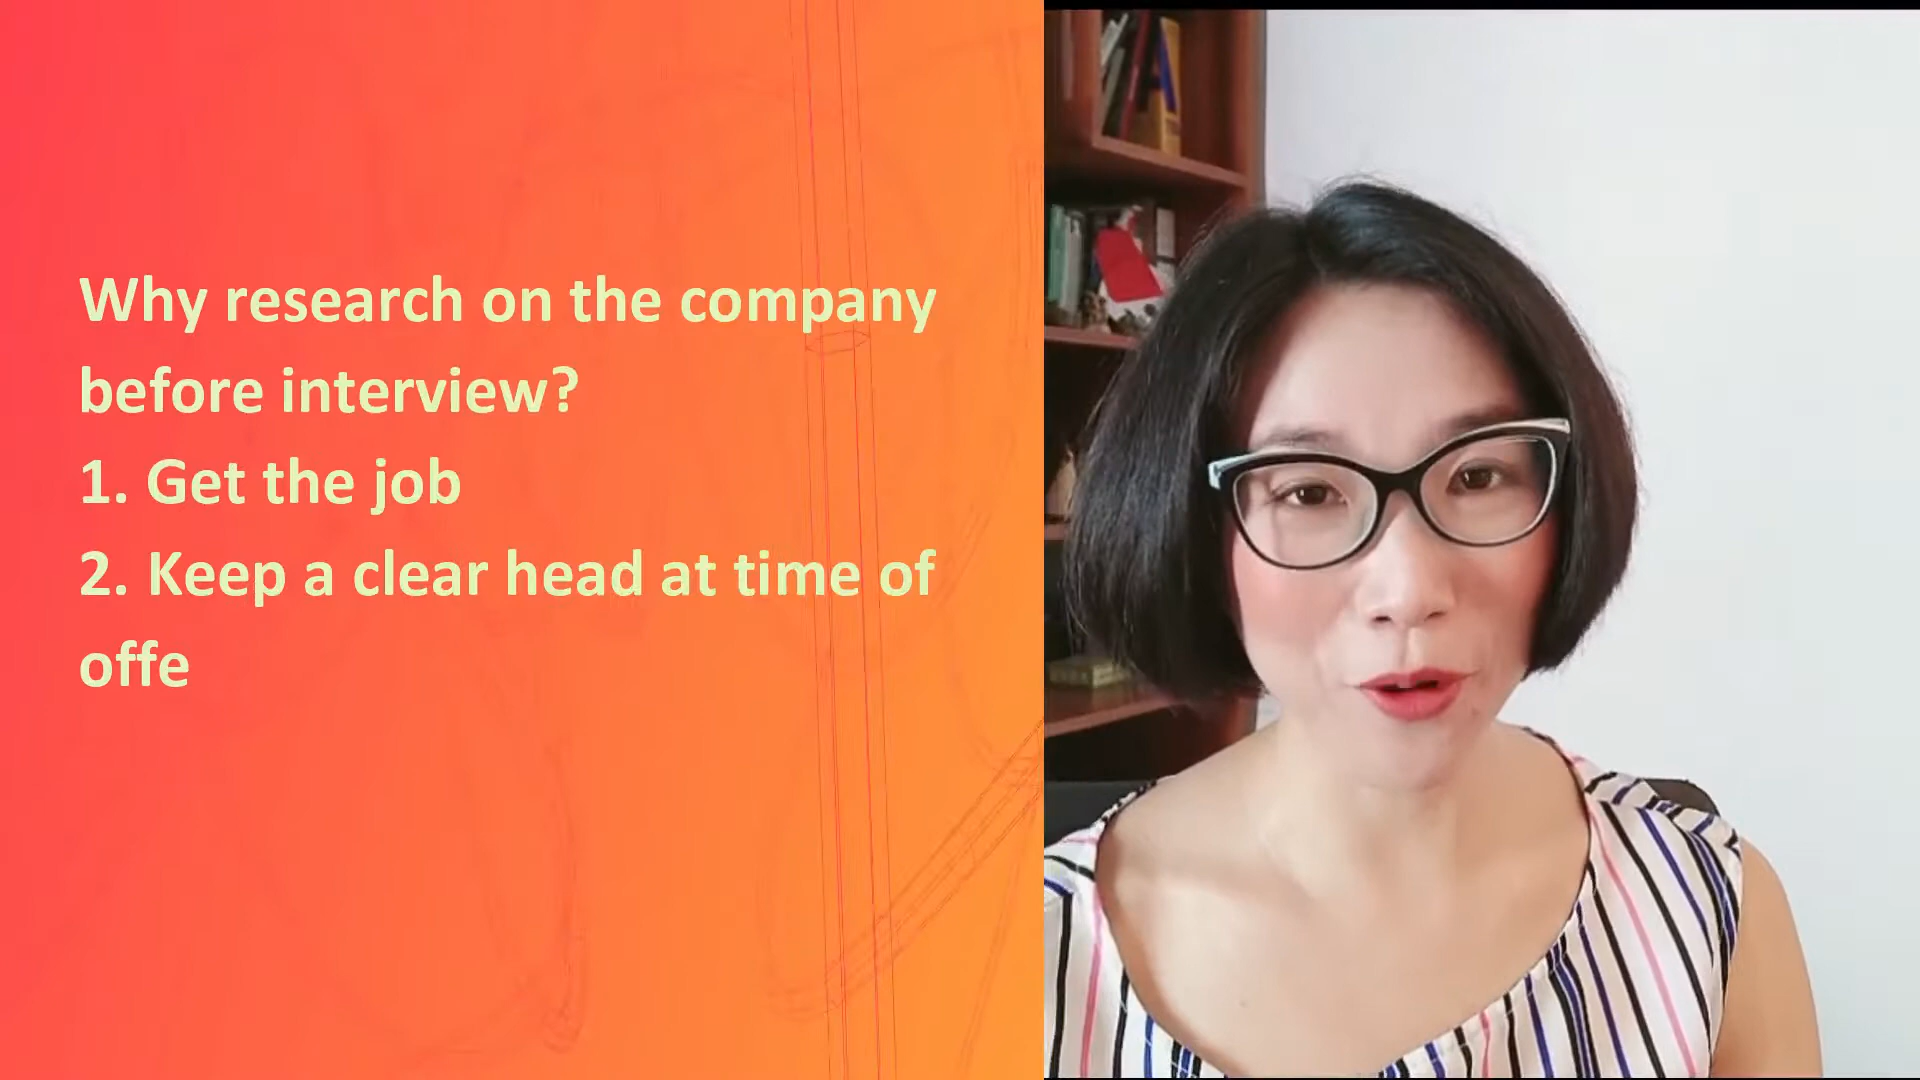 Why research on the company
before interview?
1. Get the job
2. Keep a clear head at time of
offe